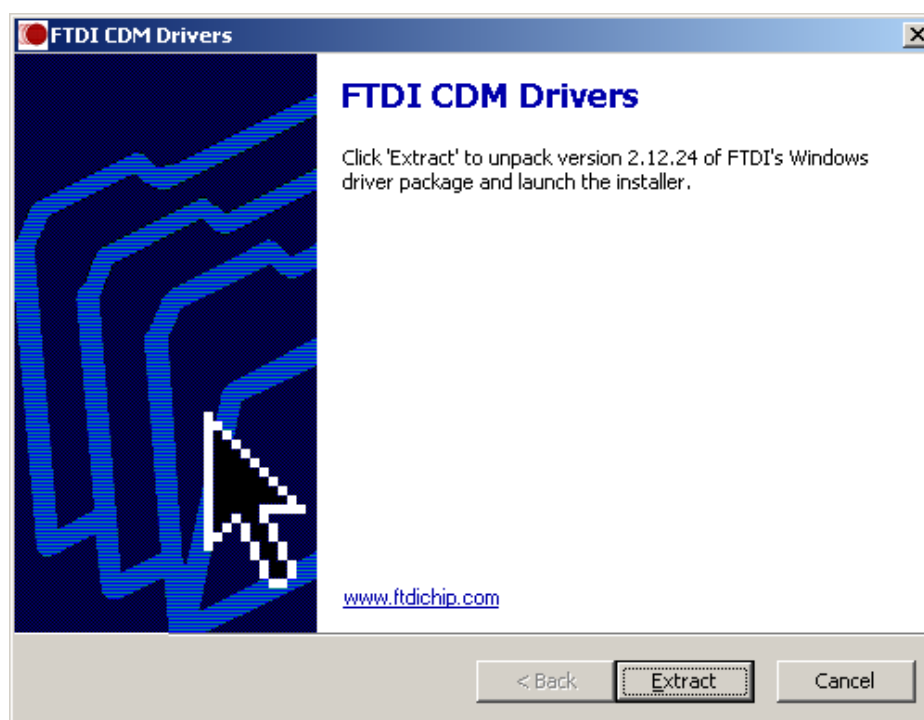 FTDI CDM Drivers
FTDI CDM Drivers
Click 'Extract' to unpack version 2.12.24 of FTDI's Windows
driver package and launch the installer.
www.ftdichip.com
< Back
Extract
Cancel